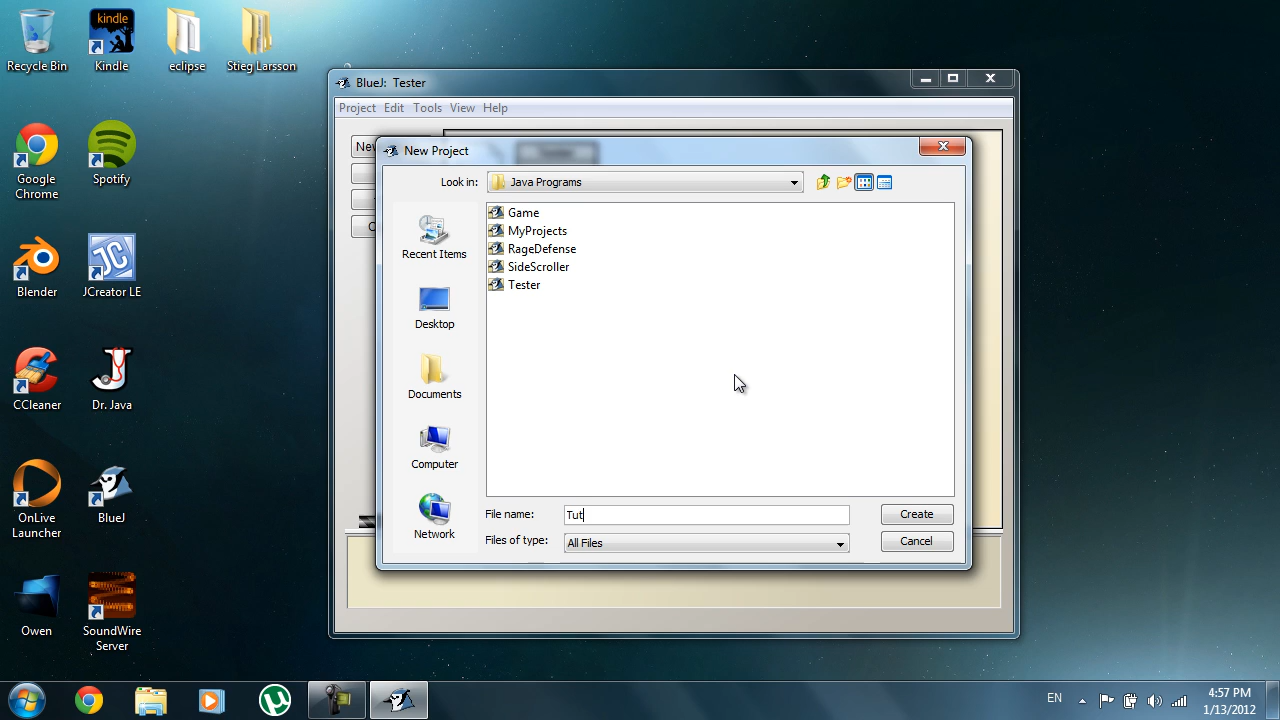 Recycle Bin
kindle
Kindle
eclipse
Stieg Larsson
Google
Chrome
Spotify
Blender
JC
JCreator LE
CCleaner
Dr. Java
OnLive
Launcher
BlueJ
Owen
SoundWire
Server
BlueJ: Tester
Project Edit Tools View Help
New Project
Look in: Java Programs
Recent Items
Desktop
Documents
Computer
Network
Game
MyProjects
RageDefense
SideScroller
Tester
File name: Tut
Create
Files of type: All Files
Cancel
EN
4:57 PM
1/13/2012